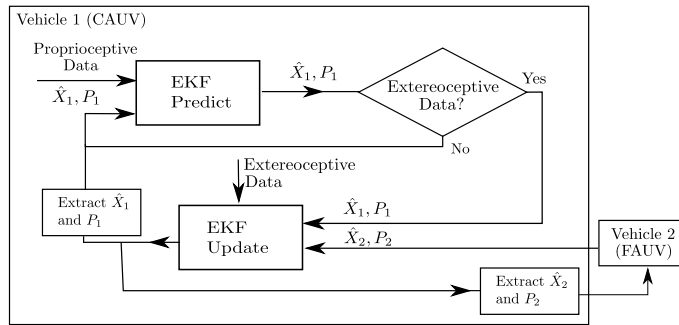 Vehicle 1 (CAUV)
Proprioceptive
Data
X̂₁, P₁
EKF
Predict
X̂₁, P₁
Extereoceptive
Data?
Yes
No
Extereoceptive
Data
Extract X̂₁
and P₁
EKF
Update
X̂₁, P₁
X̂₂, P₂
Vehicle 2
(FAUV)
Extract X̂₂
and P₂